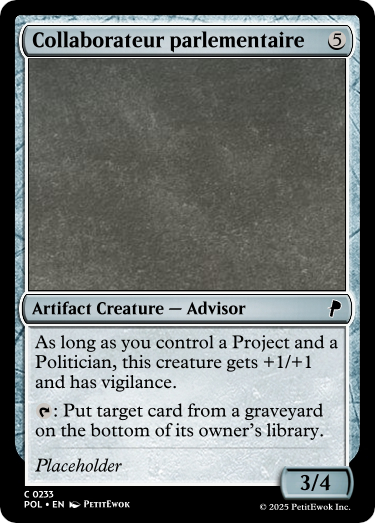 Collaborateur parlementaire 5
Artifact Creature — Advisor
As long as you control a Project and a
Politician, this creature gets +1/+1
and has vigilance.
: Put target card from a graveyard
on the bottom of its owner's library.
Placeholder
3/4
C 0233
POL • EN PetitEwok
© 2025 PetitEwok Inc.